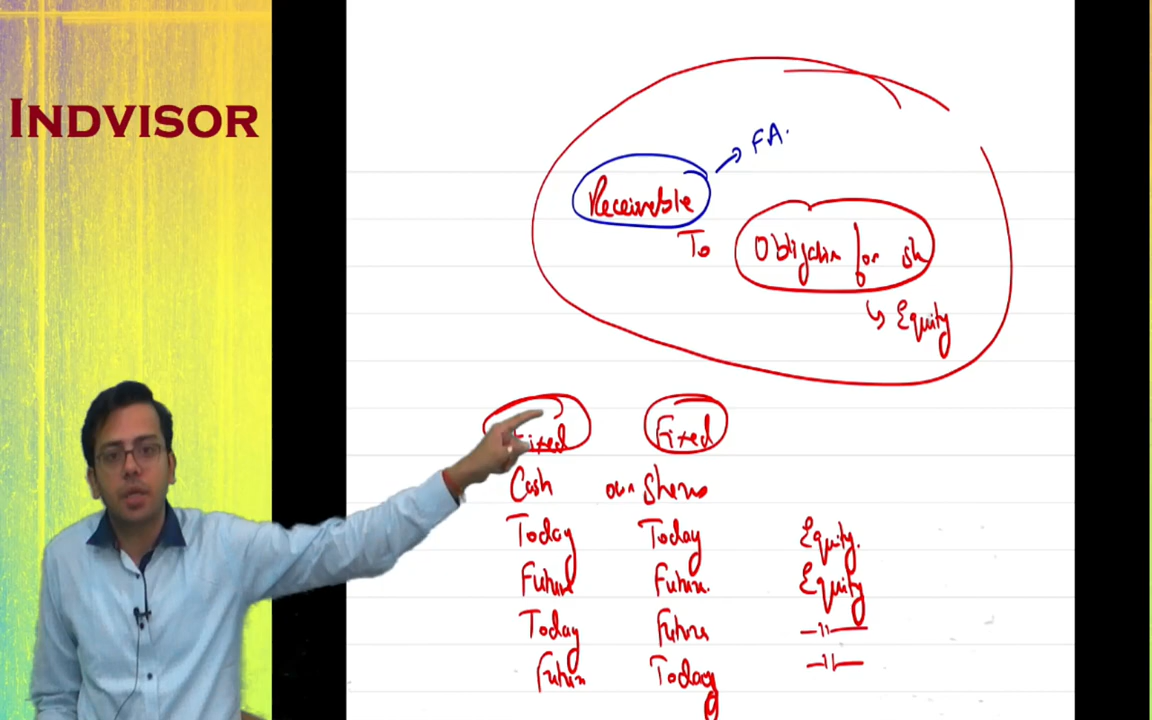 INDVISOR
→ FA.
Receivable
To
Obligation for sh
↳ Equity
Fixed Fixed
Cash own Shares
Today Today Equity.
Future Future. Equity
Today Future —"—
Future Today —"—